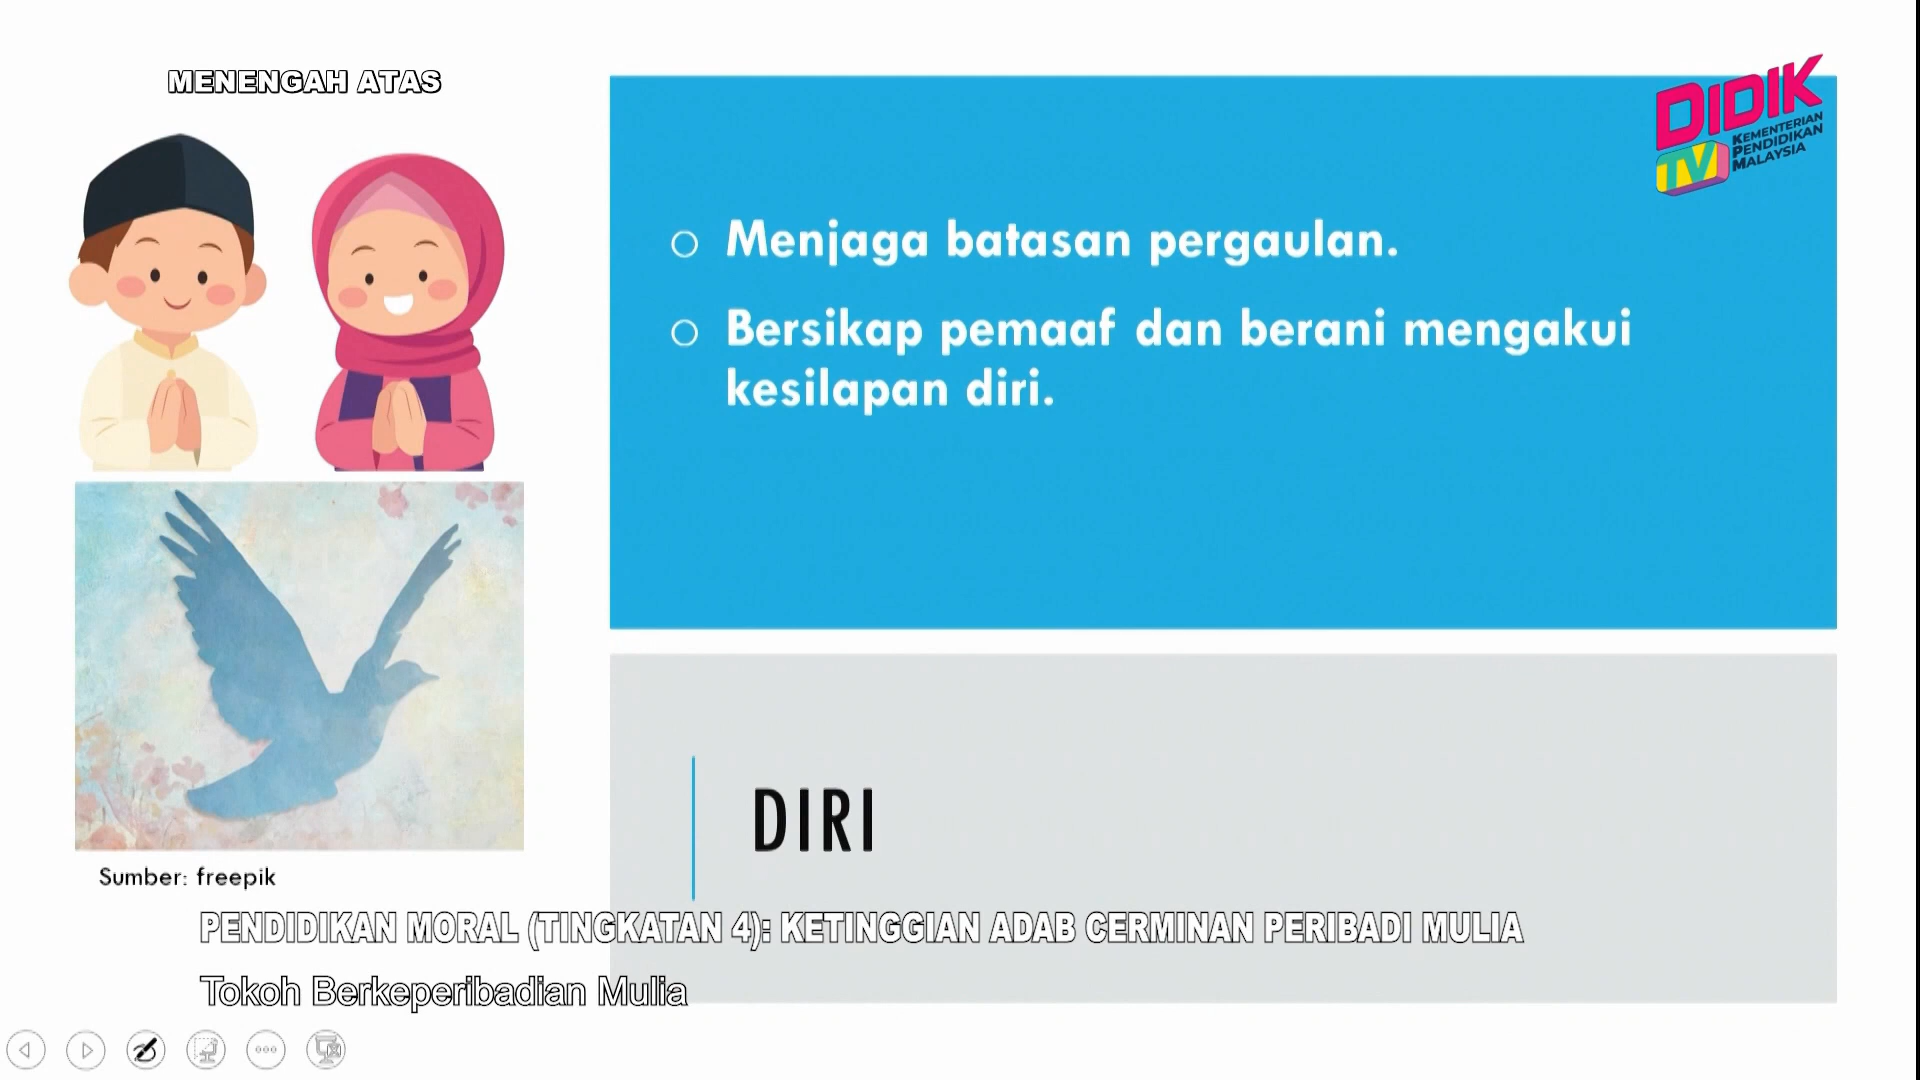 MENENGAH ATAS
DIDIK
TV
KEMENTERIAN
PENDIDIKAN
MALAYSIA
Menjaga batasan pergaulan.
Bersikap pemaaf dan berani mengakui
kesilapan diri.
DIRI
Sumber: freepik
PENDIDIKAN MORAL (TINGKATAN 4): KETINGGIAN ADAB CERMINAN PERIBADI MULIA
Tokoh Berkeperibadian Mulia